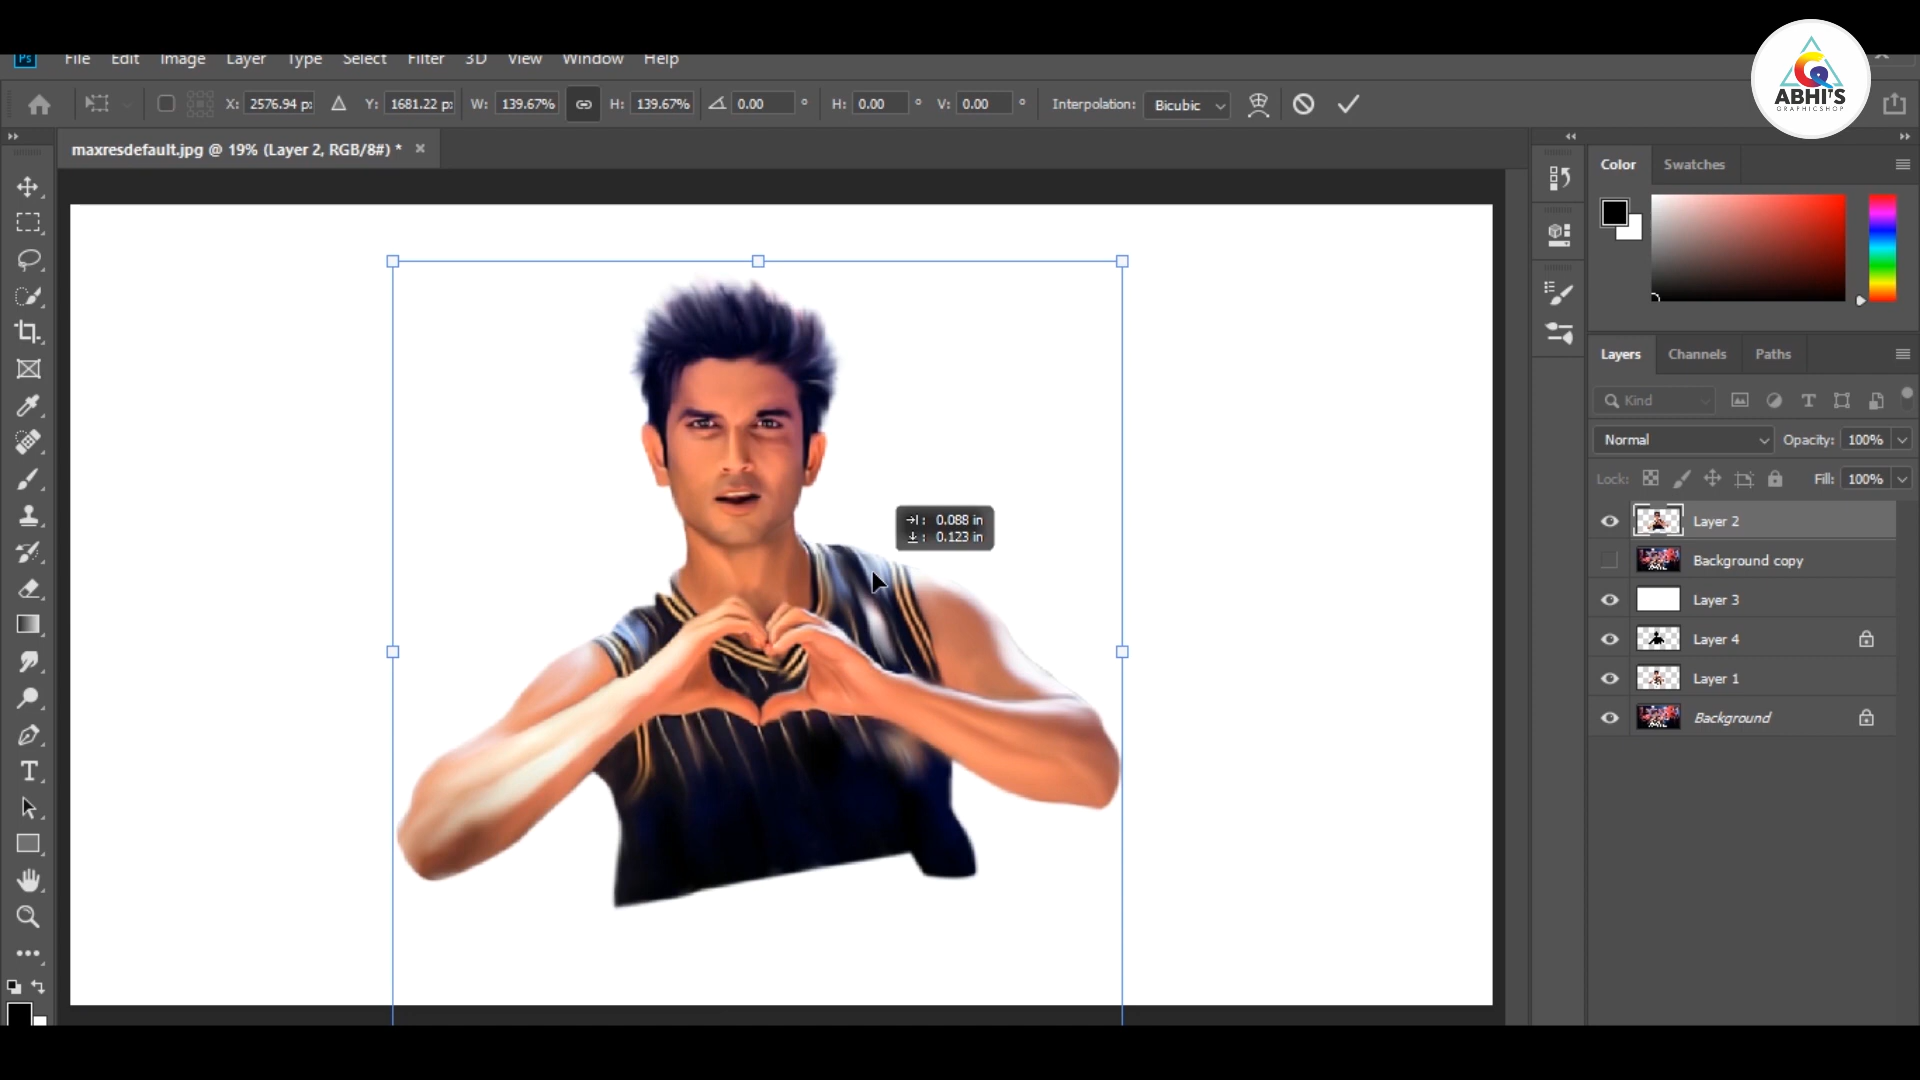 Ps File Edit Image Layer Type Select Filter 3D View Window Help
X: 2576.94 p: Y: 1681.22 p: W: 139.67% H: 139.67% 0.00 ° H: 0.00 ° V: 0.00 ° Interpolation: Bicubic
ABHI'S
GRAPHICSHOP
maxresdefault.jpg @ 19% (Layer 2, RGB/8#) * ×
Color Swatches
→|: 0.088 in
↓: 0.123 in
Layers Channels Paths
Kind
Normal Opacity: 100%
Lock: Fill: 100%
Layer 2
Background copy
Layer 3
Layer 4
Layer 1
Background